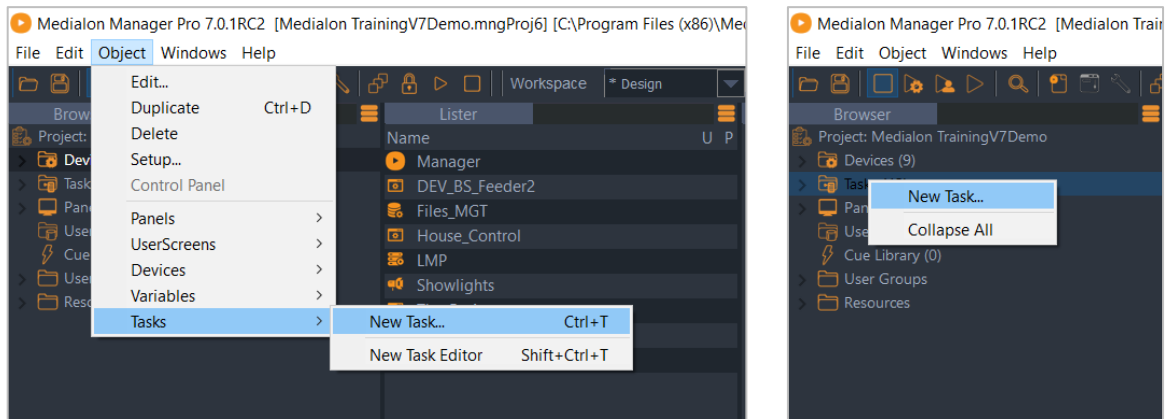 Medialon Manager Pro 7.0.1RC2 [Medialon TrainingV7Demo.mngProj6] [C:\Program Files (x86)\Me
File Edit Object Windows Help
Workspace * Design
Edit...
Duplicate Ctrl+D
Delete
Setup...
Control Panel
Panels
UserScreens
Devices
Variables
Tasks
New Task... Ctrl+T
New Task Editor Shift+Ctrl+T
Brow
Project:
Dev
Task
Pane
User
Cue
User
Reso
Lister
Name U P
Manager
DEV_BS_Feeder2
Files_MGT
House_Control
LMP
Showlights
Medialon Manager Pro 7.0.1RC2 [Medialon Trai
File Edit Object Windows Help
Browser
Project: Medialon TrainingV7Demo
Devices (9)
Task
New Task...
Pan
Collapse All
Use
Cue Library (0)
User Groups
Resources